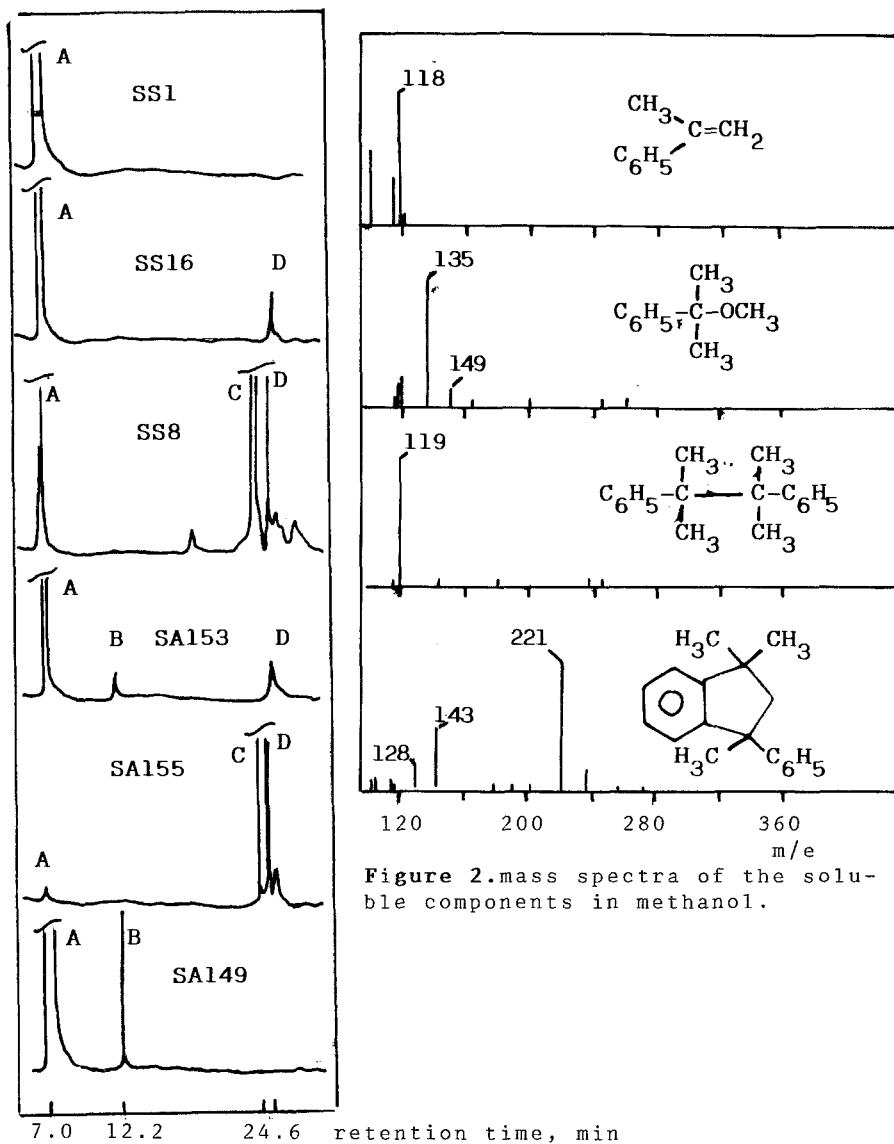 A
SS1
A
SS16
D
A
SS8
C
D
A
B
SA153
D
A
SA155
C
D
A
B
SA149
7.0 12.2 24.6 retention time, min
118
CH3
C=CH2
C6H5
135
149
CH3
C6H5-C-OCH3
CH3
119
CH3 CH3
C6H5-C-C-C6H5
CH3 CH3
221
143
128
H3C CH3
H3C C6H5
120 200 280 360
m/e
Figure 2.mass spectra of the solu-
ble components in methanol.